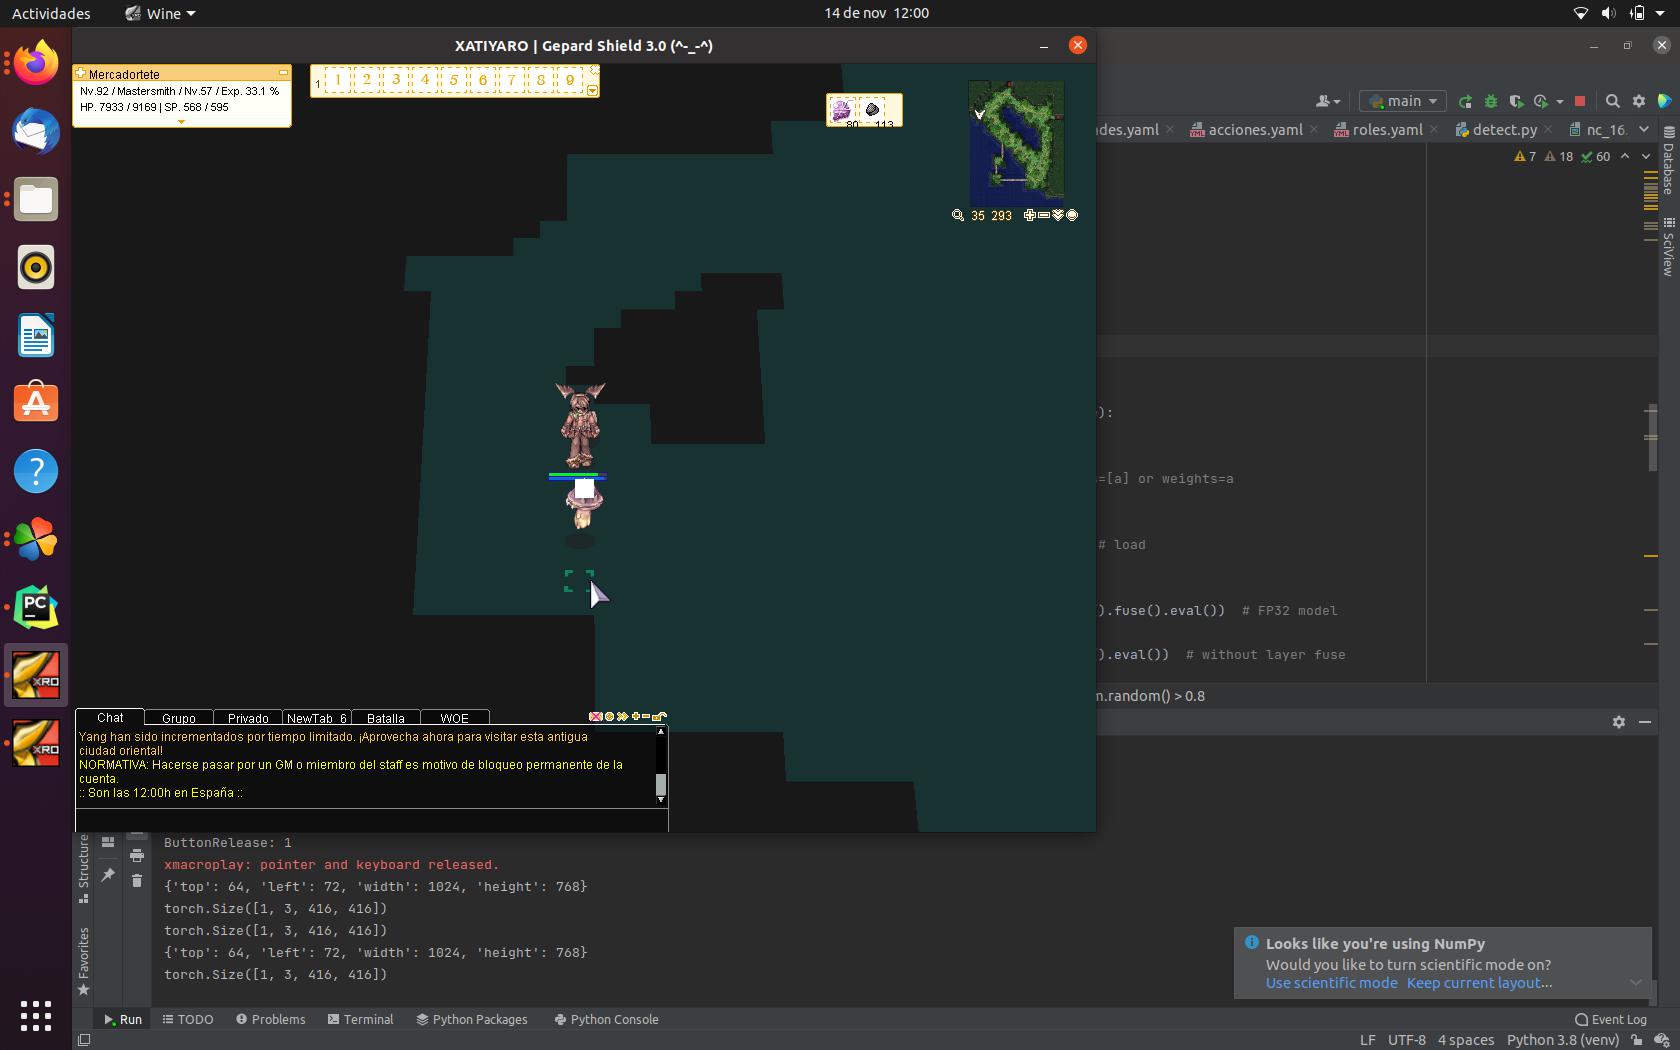 Actividades
Wine
14 de nov 12:00
XATIYARO | Gepard Shield 3.0 (^-_-^)
Mercadortete
Nv.92 / Mastersmith / Nv.57 / Exp. 33.1 %
HP. 7933 / 9169 | SP. 568 / 595
1
1 2 3 4 5 6 7 8 9
80 113
35 293
main
des.yaml
acciones.yaml
roles.yaml
detect.py
nc_16.
7 18 60
Database
SciView
):
=[a] or weights=a
# load
).fuse().eval()) # FP32 model
).eval()) # without layer fuse
m.random() > 0.8
Chat
Grupo
Privado
NewTab_6
Batalla
WOE
Yang han sido incrementados por tiempo limitado. ¡Aprovecha ahora para visitar esta antigua
ciudad oriental!
NORMATIVA: Hacerse pasar por un GM o miembro del staff es motivo de bloqueo permanente de la
cuenta.
:: Son las 12:00h en España ::
PC
XRO
XRO
Structure
Favorites
ButtonRelease: 1
xmacroplay: pointer and keyboard released.
{'top': 64, 'left': 72, 'width': 1024, 'height': 768}
torch.Size([1, 3, 416, 416])
torch.Size([1, 3, 416, 416])
{'top': 64, 'left': 72, 'width': 1024, 'height': 768}
torch.Size([1, 3, 416, 416])
Looks like you're using NumPy
Would you like to turn scientific mode on?
Use scientific mode Keep current layout...
Run
TODO
Problems
Terminal
Python Packages
Python Console
Event Log
LF UTF-8 4 spaces Python 3.8 (venv)